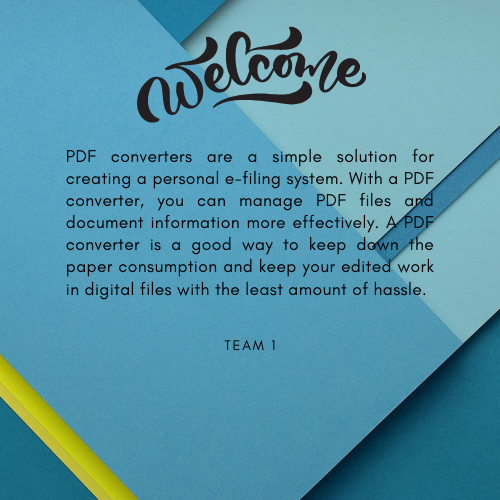 Welcome
PDF converters are a simple solution for
creating a personal e-filing system. With a PDF
converter, you can manage PDF files and
document information more effectively. A PDF
converter is a good way to keep down the
paper consumption and keep your edited work
in digital files with the least amount of hassle.
TEAM 1